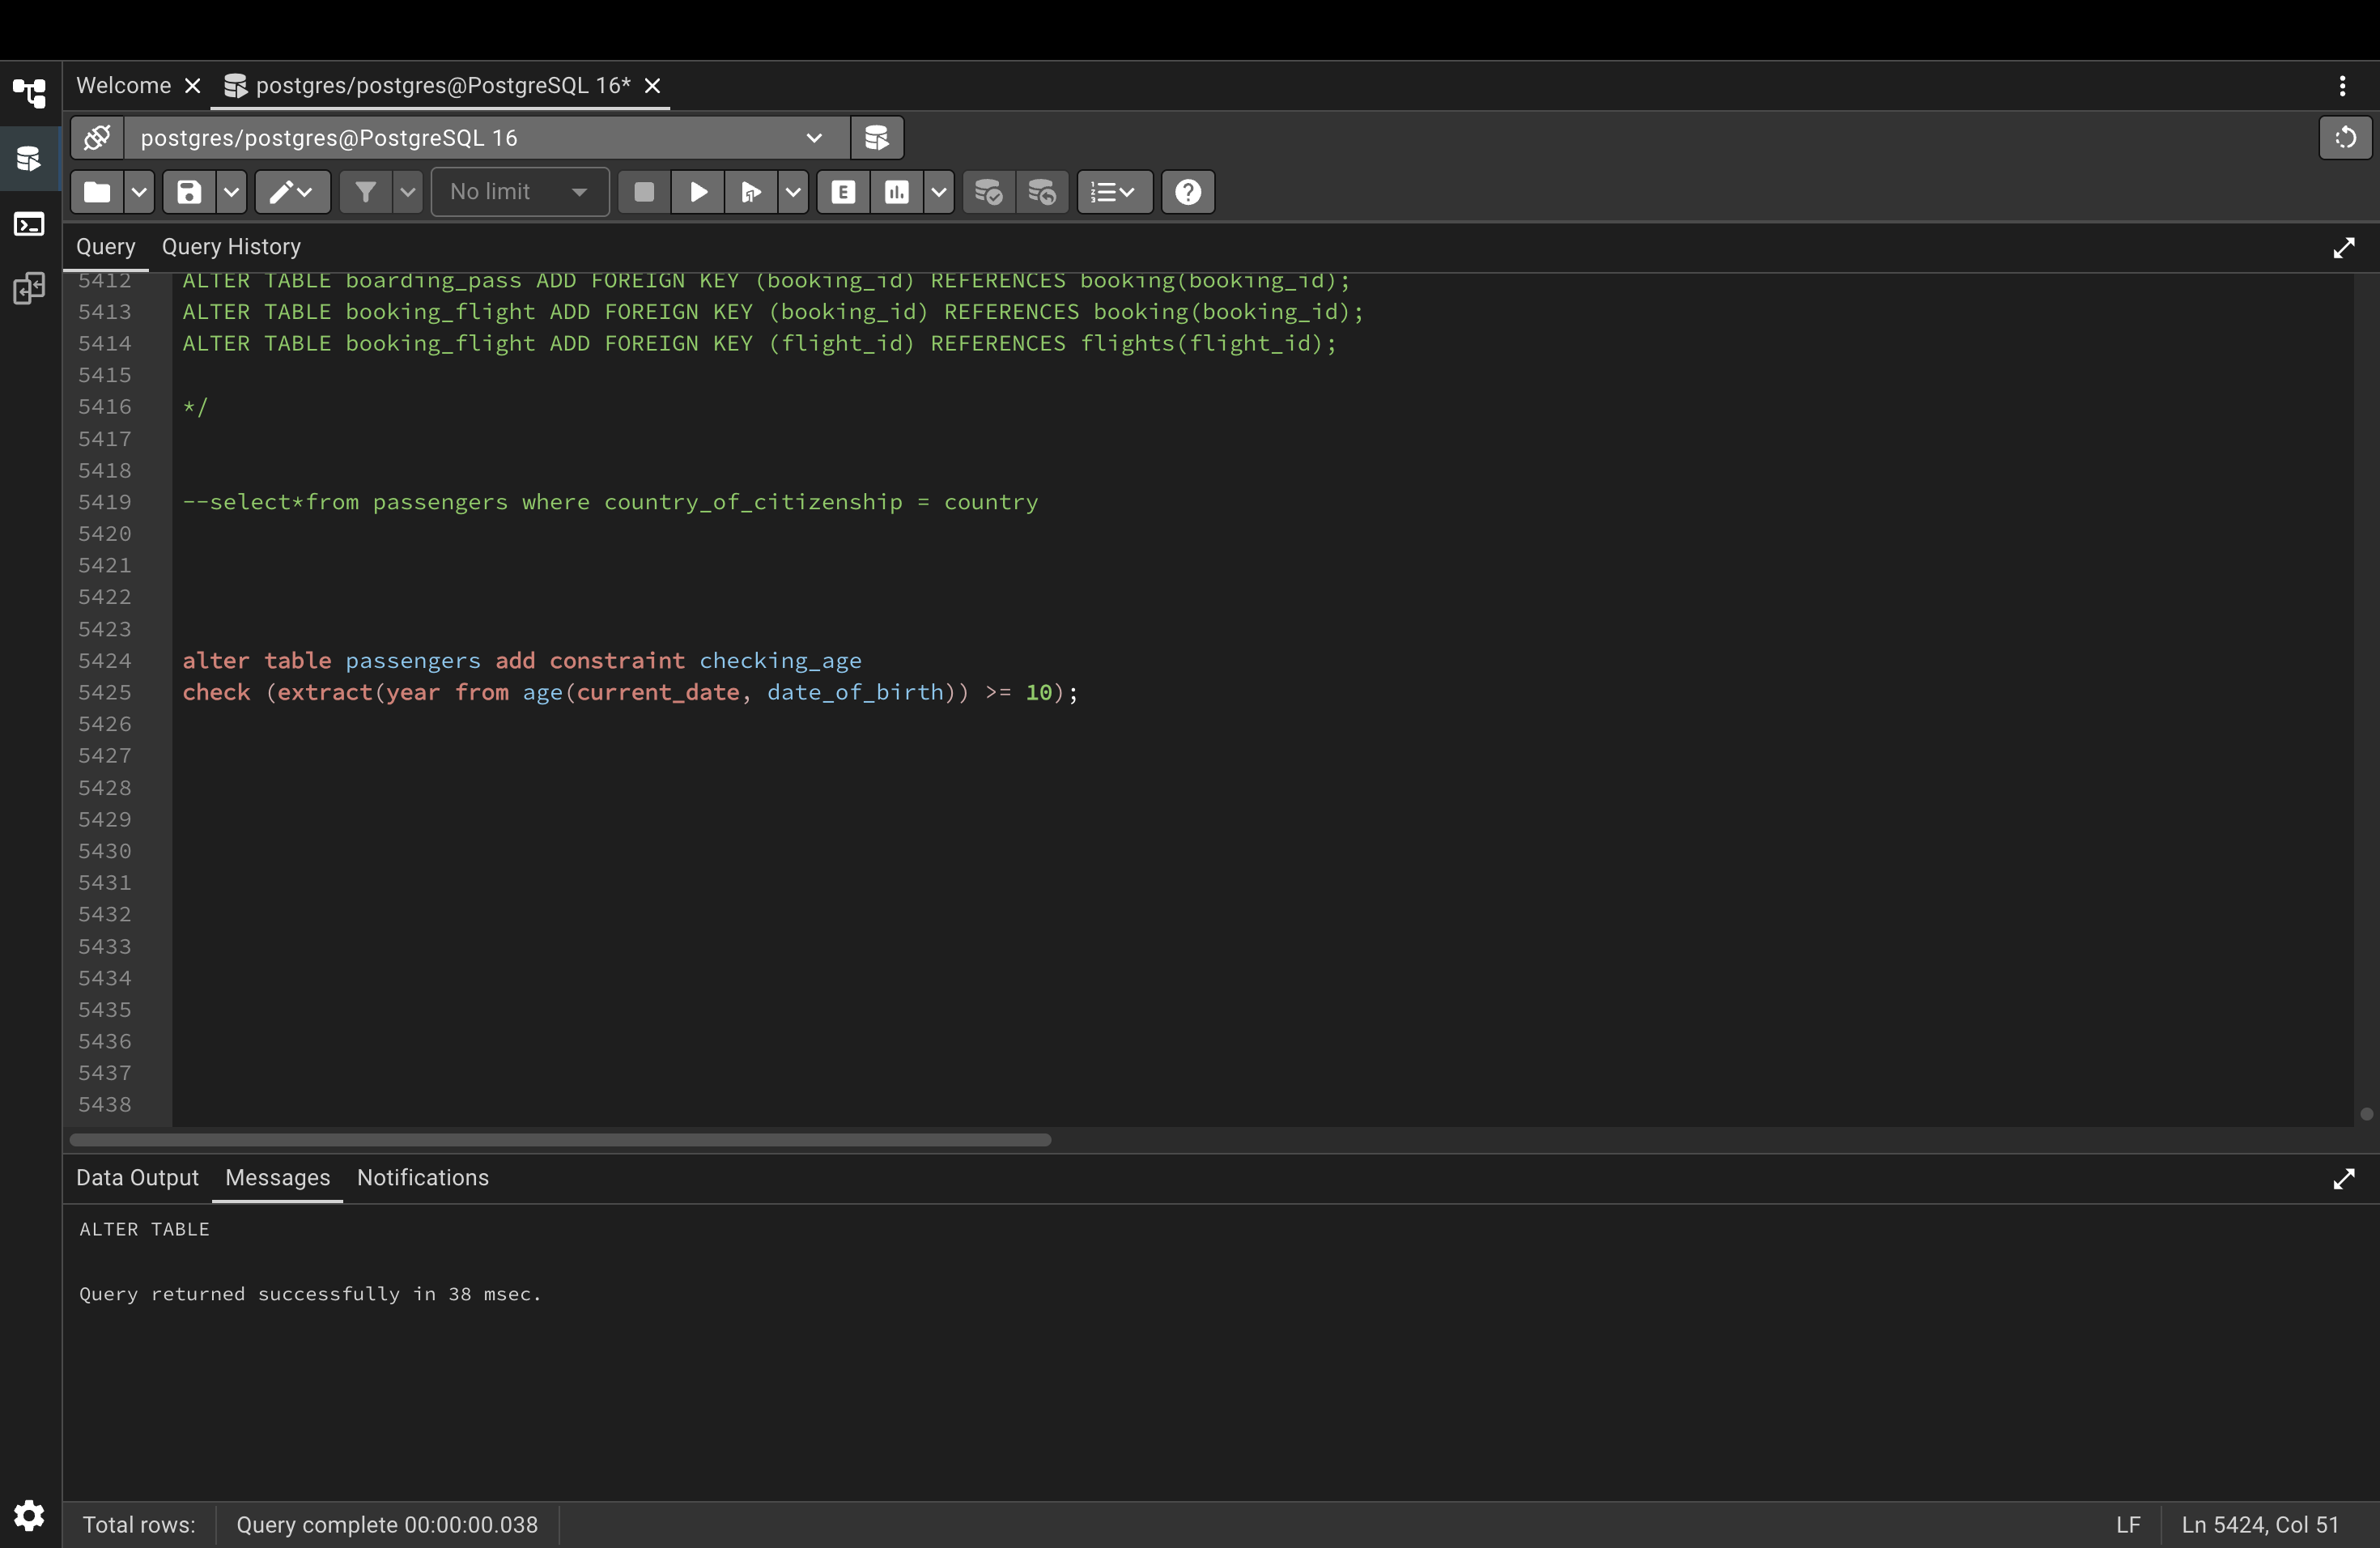 Welcome
postgres/postgres@PostgreSQL 16*
postgres/postgres@PostgreSQL 16
No limit
E
Query Query History
5412 ALTER TABLE boarding_pass ADD FOREIGN KEY (booking_id) REFERENCES booking(booking_id);
5413 ALTER TABLE booking_flight ADD FOREIGN KEY (booking_id) REFERENCES booking(booking_id);
5414 ALTER TABLE booking_flight ADD FOREIGN KEY (flight_id) REFERENCES flights(flight_id);
5415
5416 */
5417
5418
5419 --select*from passengers where country_of_citizenship = country
5420
5421
5422
5423
5424 alter table passengers add constraint checking_age
5425 check (extract(year from age(current_date, date_of_birth)) >= 10);
5426
5427
5428
5429
5430
5431
5432
5433
5434
5435
5436
5437
5438
Data Output Messages Notifications
ALTER TABLE
Query returned successfully in 38 msec.
Total rows: Query complete 00:00:00.038 LF Ln 5424, Col 51